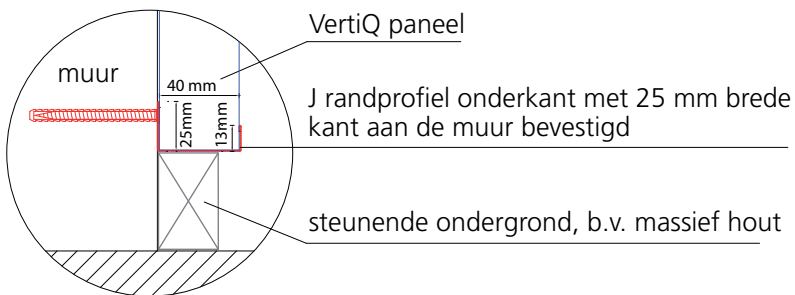 VertiQ paneel
muur
40 mm
25mm
13mm
J randprofiel onderkant met 25 mm brede
kant aan de muur bevestigd
steunende ondergrond, b.v. massief hout